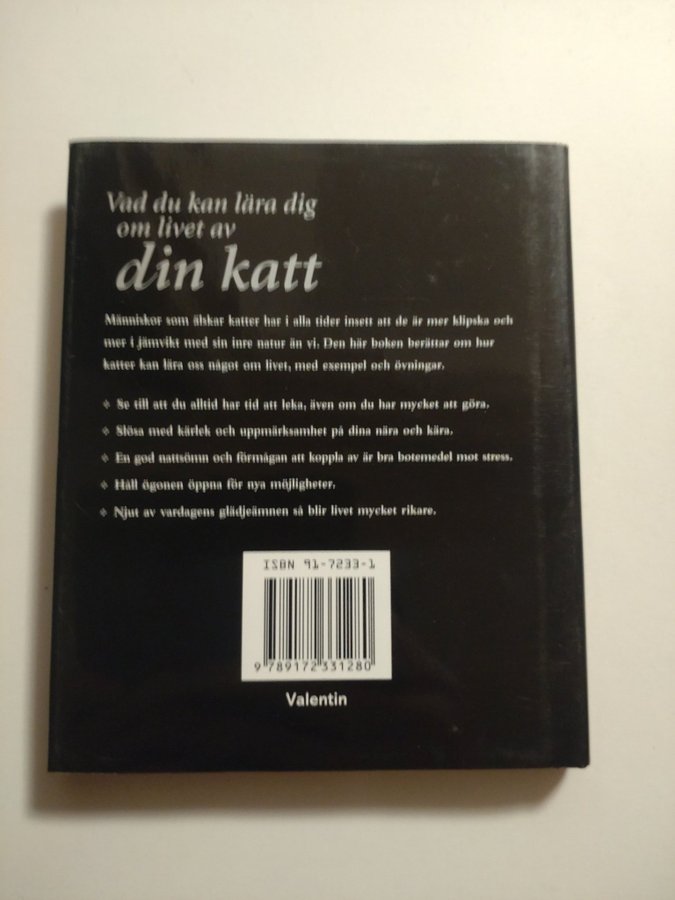 Vad du kan lära dig
om livet av
din katt
Människor som älskar katter har i alla tider insett att de är mer klipska och
mer i jämvikt med sin inre natur än vi. Den här boken berättar om hur
katter kan lära oss något om livet, med exempel och övningar.
Se till att du alltid har tid att leka, även om du har mycket att göra.
Slösa med kärlek och uppmärksamhet på dina nära och kära.
En god nattsömn och förmågan att koppla av är bra botemedel mot stress.
Håll ögonen öppna för nya möjligheter.
Njut av vardagens glädjeämnen så blir livet mycket rikare.
ISBN 91-7233-1
9 789172 331280
Valentin